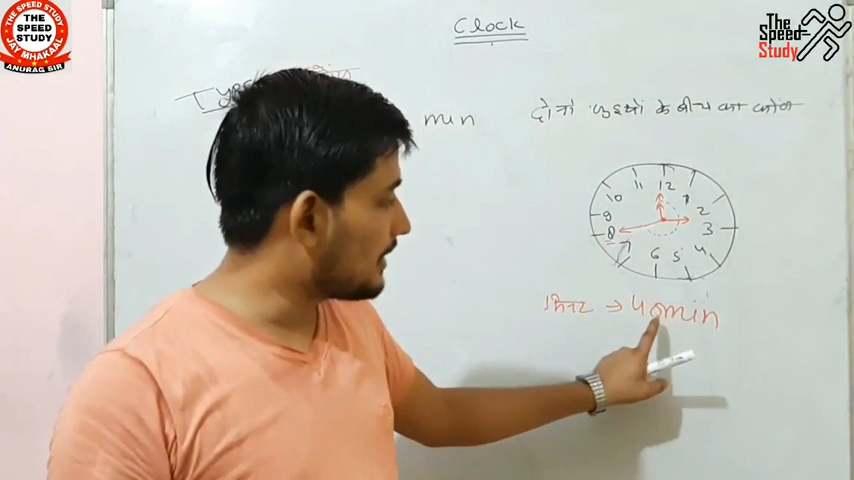 THE SPEED STUDY
JAY MHAKAAL
THE
SPEED
STUDY
ANURAG SIR
The
Speed
Study
Clock
min
दोनों सुइयों के बीच का कोण
11 12 1
10 2
9 3
8 4
7 6 5
मिनट → 40min